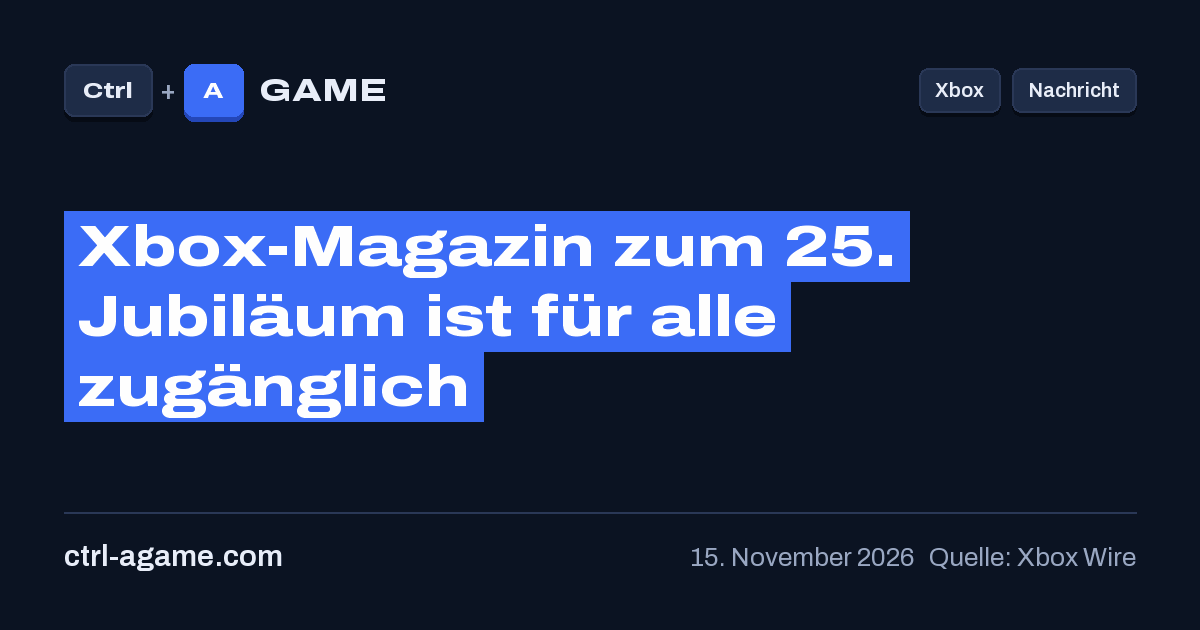 Ctrl + A GAME
Xbox Nachricht
Xbox-Magazin zum 25.
Jubiläum ist für alle
zugänglich
ctrl-agame.com
15. November 2026 Quelle: Xbox Wire